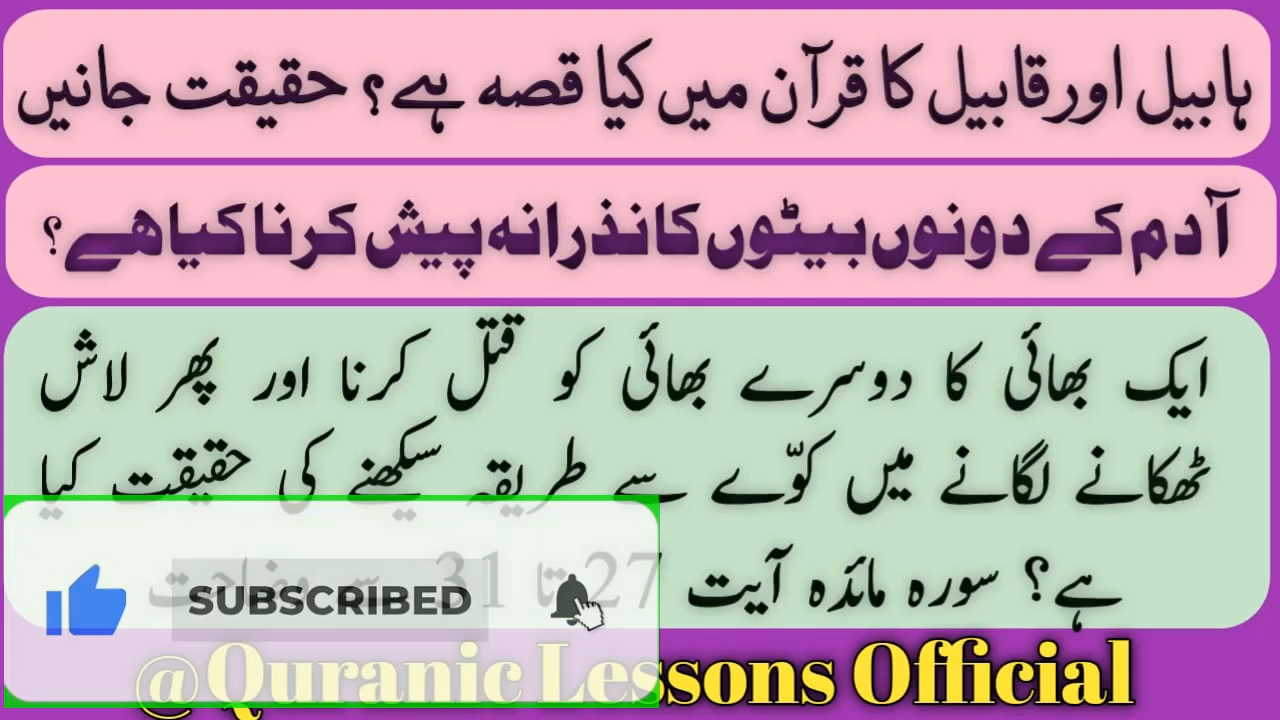 ہابیل اور قابیل کا قرآن میں کیا قصہ ہے؟ حقیقت جانیں
آدم کے دونوں بیٹوں کا نذرانہ پیش کرنا کیا ھے؟
ایک بھائی کا دوسرے بھائی کو قتل کرنا اور پھر لاش
ٹھکانے لگانے میں کوّے سے طریقہ سیکھنے کی حقیقت کیا
ہے؟ سورہ مائدہ آیت 27 تا 31 سے وضاحت
SUBSCRIBED
@Quranic Lessons Official